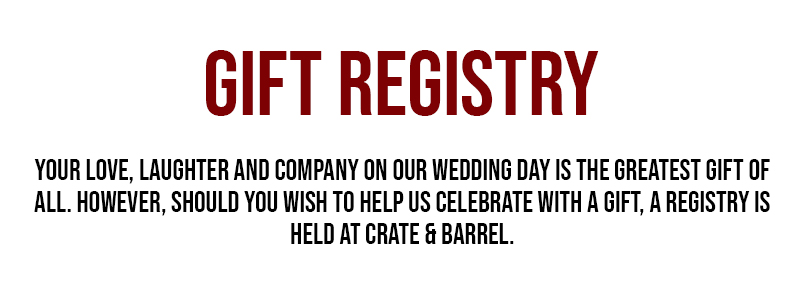 GIFT REGISTRY
YOUR LOVE, LAUGHTER AND COMPANY ON OUR WEDDING DAY IS THE GREATEST GIFT OF
ALL. HOWEVER, SHOULD YOU WISH TO HELP US CELEBRATE WITH A GIFT, A REGISTRY IS
HELD AT CRATE & BARREL.